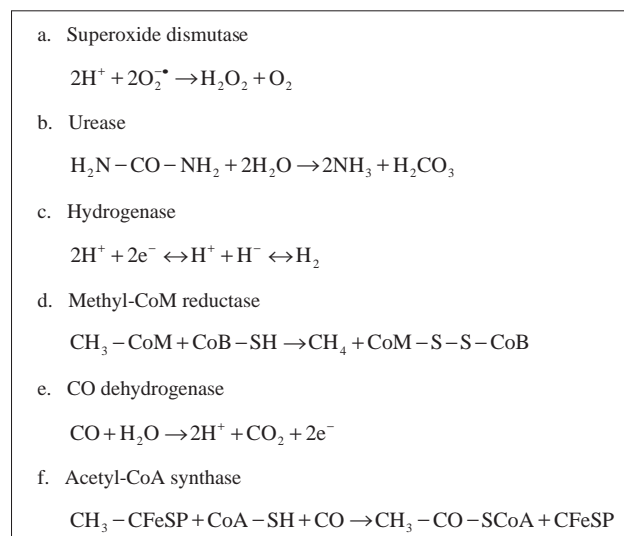 a. Superoxide dismutase
2H⁺ + 2O₂⁻• → H₂O₂ + O₂
b. Urease
H₂N − CO − NH₂ + 2H₂O → 2NH₃ + H₂CO₃
c. Hydrogenase
2H⁺ + 2e⁻ ↔ H⁺ + H⁻ ↔ H₂
d. Methyl-CoM reductase
CH₃ − CoM + CoB − SH → CH₄ + CoM − S − S − CoB
e. CO dehydrogenase
CO + H₂O → 2H⁺ + CO₂ + 2e⁻
f. Acetyl-CoA synthase
CH₃ − CFeSP + CoA − SH + CO → CH₃ − CO − SCoA + CFeSP